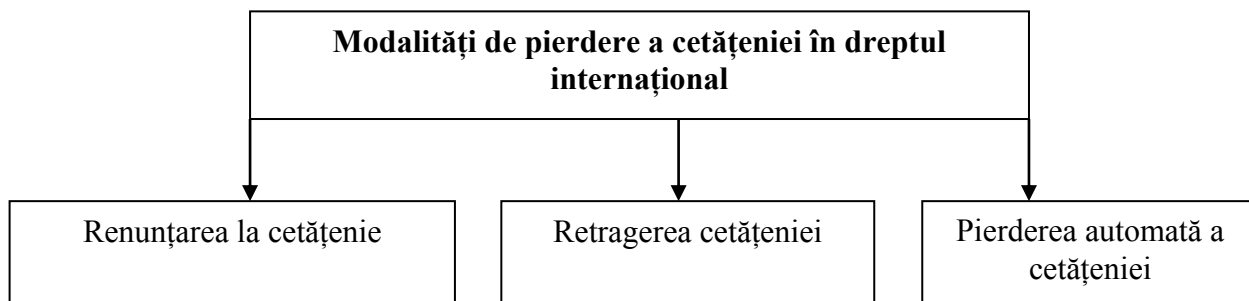 Modalități de pierdere a cetățeniei în dreptul
internațional
Renunțarea la cetățenie
Retragerea cetățeniei
Pierderea automată a
cetățeniei